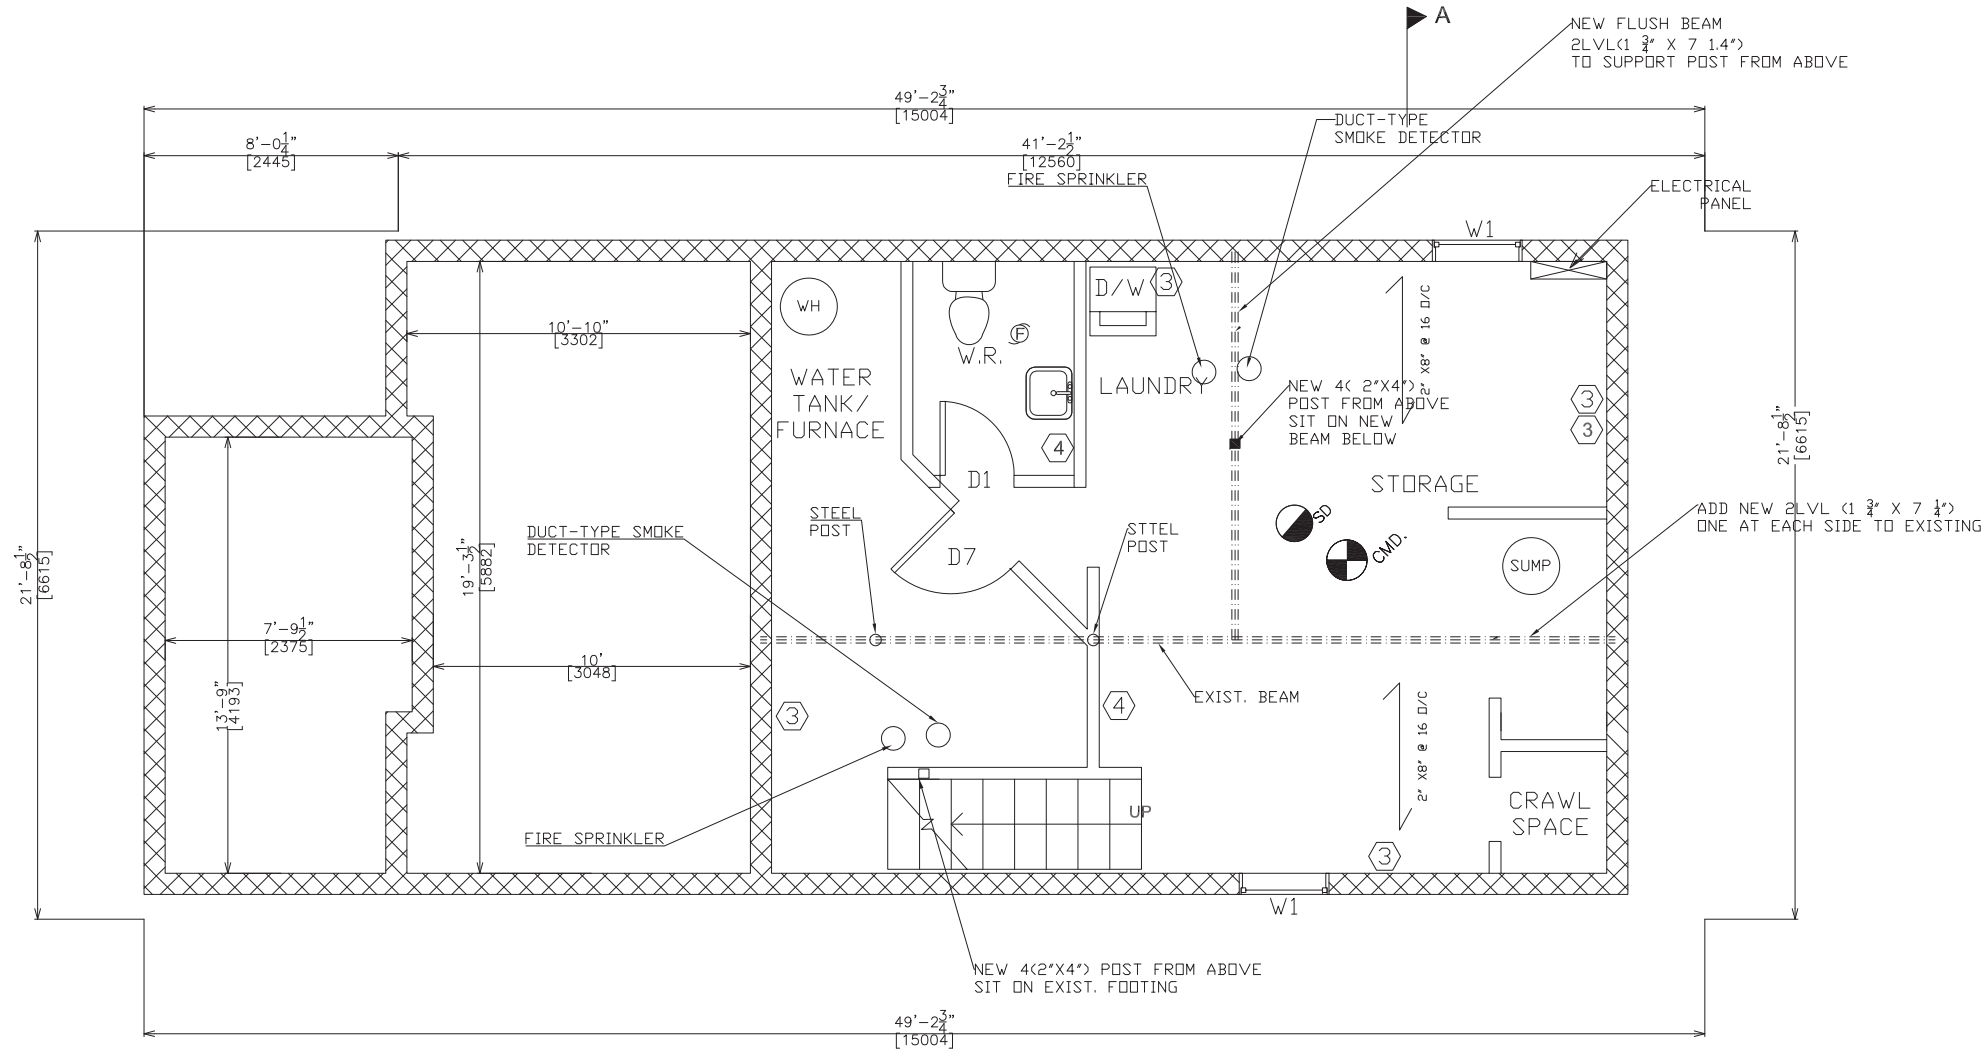 A
NEW FLUSH BEAM
2LVL(1 3/4" X 7 1.4")
TO SUPPORT POST FROM ABOVE
49'-2 3/4"
[15004]
DUCT-TYPE
SMOKE DETECTOR
8'-0 1/4"
[2445]
41'-2 1/2"
[12560]
FIRE SPRINKLER
ELECTRICAL
PANEL
W1
D/W
3
WH
10'-10"
[3302]
F
W.R.
WATER
TANK/
FURNACE
LAUNDRY
2" X8" @ 16 O/C
NEW 4( 2"X4")
POST FROM ABOVE
SIT ON NEW
BEAM BELOW
3
3
21'-8 1/2"
[6615]
4
D1
STORAGE
STEEL
POST
SD
ADD NEW 2LVL (1 3/4" X 7 1/4")
ONE AT EACH SIDE TO EXISTING
DUCT-TYPE SMOKE
DETECTOR
STTEL
POST
CMD.
D7
SUMP
21'-8 1/2"
[6615]
19'-3 1/2"
[5882]
7'-9 1/2"
[2375]
10'
[3048]
13'-9"
[4193]
EXIST. BEAM
3
4
2" X8" @ 16 O/C
UP
CRAWL
SPACE
FIRE SPRINKLER
3
W1
NEW 4(2"X4") POST FROM ABOVE
SIT ON EXIST. FOOTING
49'-2 3/4"
[15004]